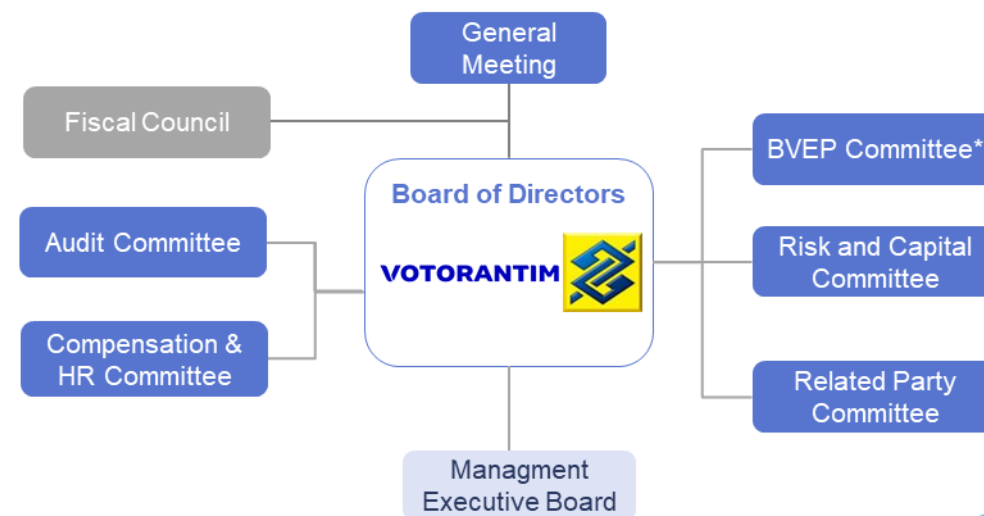 General
Meeting
Fiscal Council
BVEP Committee*
Board of Directors
Audit Committee
VOTORANTIM
Risk and Capital
Committee
Compensation &
HR Committee
Related Party
Committee
Managment
Executive Board